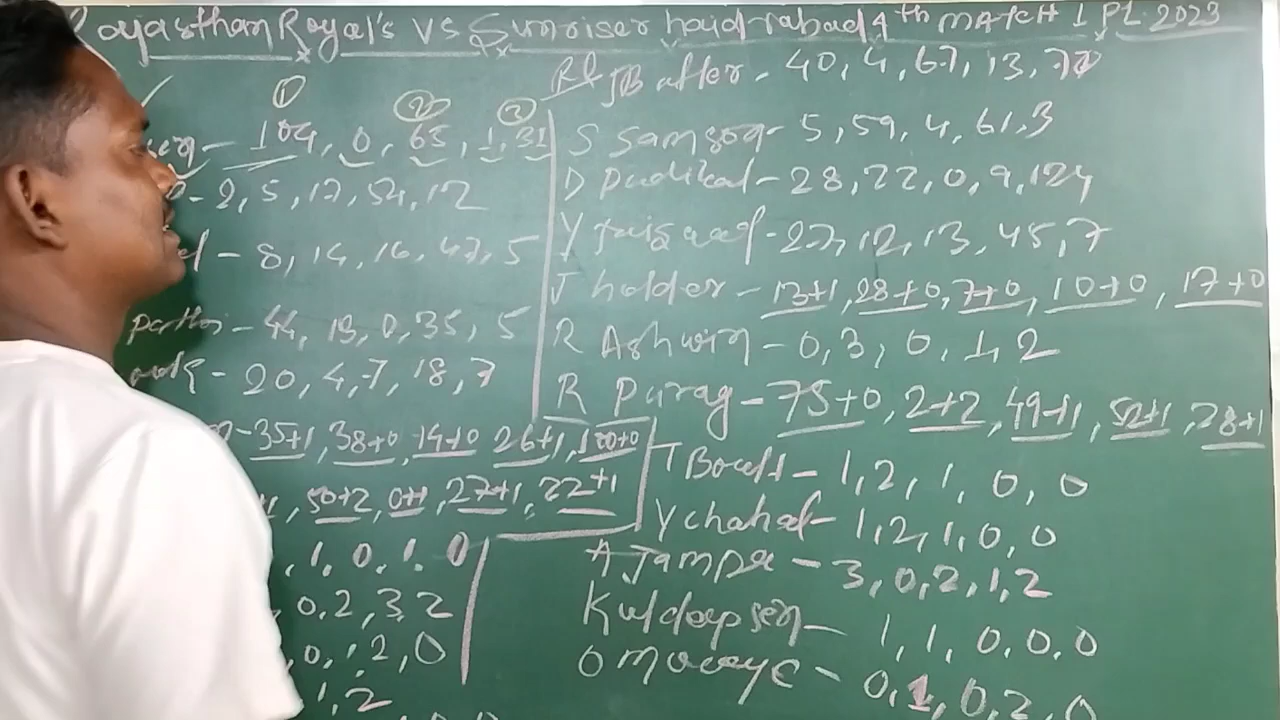 Rajasthan Royal's vs Sunriser haidrabad 4th match IPL 2023
① ② ③
104, 0, 65, 1, 31
2, 5, 17, 54, 12
8, 14, 16, 47, 5
44, 13, 0, 35, 5
20, 4, 7, 18, 7
35+1, 38+0, 14+0 26+1, 100+0
50+2, 0+1, 27+1, 22+1
, 1, 0, 1, 0
, 0, 2, 3, 2
, 0, 1, 2, 0
1, 2
RR JB - 40, 4, 67, 13,
S Samson - 5, 59, 4, 61, 3
D Padikal - 28, 22, 0, 9, 124
Y - 27, 12, 13, 45, 7
J holder - 13+1, 28+0, 7+0, 10+0, 17+0
R Ashwin - 0, 3, 0, 1, 2
R Parag - 75+0, 2+2, 49+1, 52+1, 28+1
T Boult - 1, 2, 1, 0, 0
Y chahal - 1, 2, 1, 0, 0
A Jampa - 3, 0, 2, 1, 2
Kuldeep sen - 1, 1, 0, 0, 0
O - 0, 1, 0, 2, 0